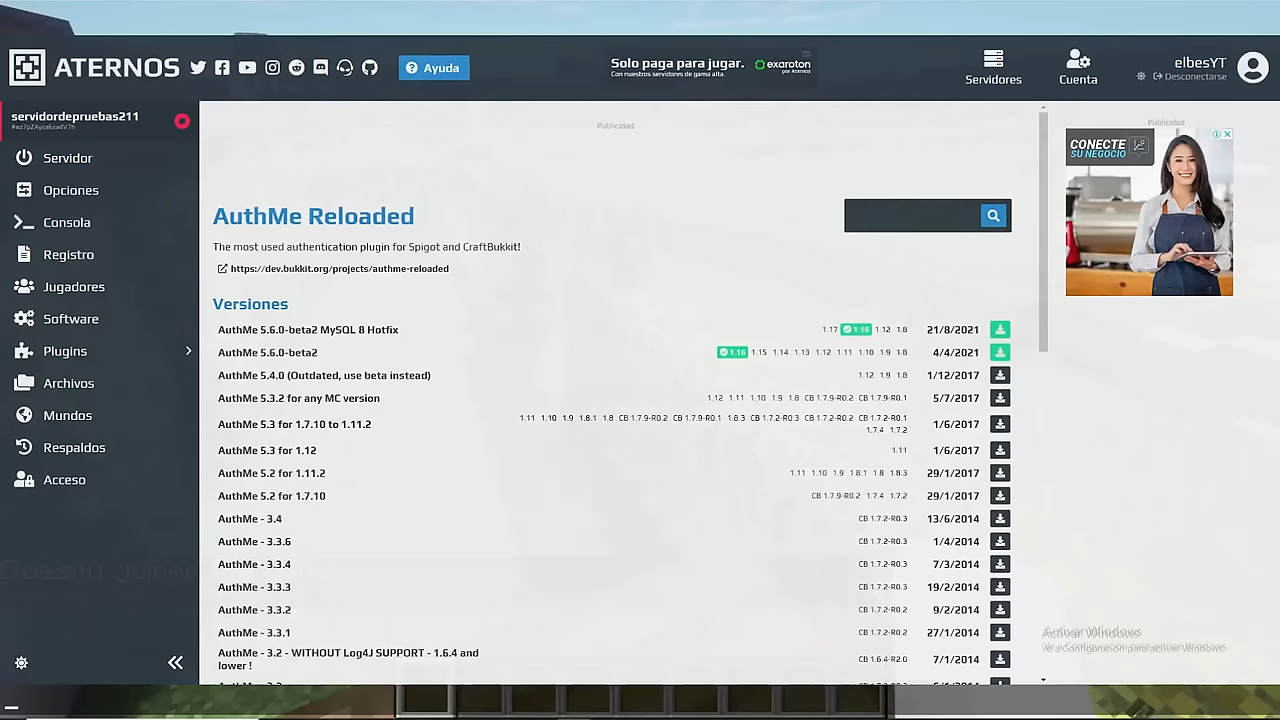 ATERNOS
Ayuda
Solo paga para jugar.
Con nuestros servidores de gama alta.
exaroton
por Aternos
Servidores
Cuenta
elbesYT
Desconectarse
servidordepruebas211
Servidor
Opciones
Consola
Registro
Jugadores
Software
Plugins
Archivos
Mundos
Respaldos
Acceso
Publicidad
AuthMe Reloaded
The most used authentication plugin for Spigot and CraftBukkit!
https://dev.bukkit.org/projects/authme-reloaded
Versiones
AuthMe 5.6.0-beta2 MySQL 8 Hotfix 1.17 1.16 1.12 1.8 21/8/2021
AuthMe 5.6.0-beta2 1.16 1.15 1.14 1.13 1.12 1.11 1.10 1.9 1.8 4/4/2021
AuthMe 5.4.0 (Outdated, use beta instead) 1.12 1.9 1.8 1/12/2017
AuthMe 5.3.2 for any MC version 1.12 1.11 1.10 1.9 1.8 CB 1.7.9-R0.2 CB 1.7.9-R0.1 5/7/2017
AuthMe 5.3 for 1.7.10 to 1.11.2 1.11 1.10 1.9 1.8.1 1.8 CB 1.7.9-R0.2 CB 1.7.9-R0.1 1.8.3 CB 1.7.2-R0.3 CB 1.7.2-R0.2 CB 1.7.2-R0.1 1/6/2017
1.7.4 1.7.2
AuthMe 5.3 for 1.12 1.11 1/6/2017
AuthMe 5.2 for 1.11.2 1.11 1.10 1.9 1.8.1 1.8 1.8.3 29/1/2017
AuthMe 5.2 for 1.7.10 CB 1.7.9-R0.2 1.7.4 1.7.2 29/1/2017
AuthMe - 3.4 CB 1.7.2-R0.3 13/6/2014
AuthMe - 3.3.6 CB 1.7.2-R0.3 1/4/2014
AuthMe - 3.3.4 CB 1.7.2-R0.3 7/3/2014
AuthMe - 3.3.3 CB 1.7.2-R0.3 19/2/2014
AuthMe - 3.3.2 CB 1.7.2-R0.2 9/2/2014
AuthMe - 3.3.1 CB 1.7.2-R0.2 27/1/2014
AuthMe - 3.2 - WITHOUT Log4J SUPPORT - 1.6.4 and
lower ! CB 1.6.4-R2.0 7/1/2014
Publicidad
CONECTE
SU NEGOCIO
Activar Windows
Ve a Configuración para activar Windows.